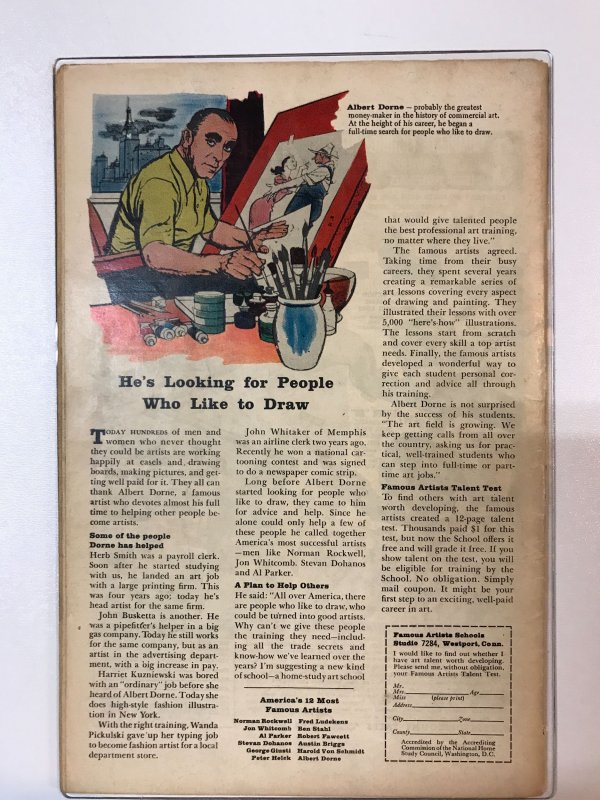 Albert Dorne – probably the greatest
money-maker in the history of commercial art.
At the height of his career, he began a
full-time search for people who like to draw.
He's Looking for People
Who Like to Draw
TODAY HUNDREDS of men and
women who never thought
they could be artists are working
happily at easels and drawing
boards, making pictures, and get-
ting well paid for it. They all can
thank Albert Dorne, a famous
artist who devotes almost his full
time to helping other people be-
come artists.
Some of the people
Dorne has helped
Herb Smith was a payroll clerk.
Soon after he started studying
with us, he landed an art job
with a large printing firm. This
was four years ago; today he's
head artist for the same firm.
John Busketta is another. He
was a pipefitter's helper in a big
gas company. Today he still works
for the same company, but as an
artist in the advertising depart-
ment, with a big increase in pay.
Harriet Kuzniewski was bored
with an "ordinary" job before she
heard of Albert Dorne. Today she
does high-style fashion illustra-
tion in New York.
With the right training, Wanda
Pickulski gave up her typing job
to become fashion artist for a local
department store.
John Whitaker of Memphis
was an airline clerk two years ago.
Recently he won a national car-
tooning contest and was signed
to do a newspaper comic strip.
Long before Albert Dorne
started looking for people who
like to draw, they came to him
for advice and help. Since he
alone could only help a few of
these people he called together
America's most successful artists
—men like Norman Rockwell,
Jon Whitcomb, Stevan Dohanos
and Al Parker.
A Plan to Help Others
He said: "All over America, there
are people who like to draw, who
could be turned into good artists.
Why can't we give these people
the training they need—includ-
ing all the trade secrets and
know-how we've learned over the
years? I'm suggesting a new kind
of school—a home-study art school
America's 12 Most
Famous Artists
Norman Rockwell Fred Ludekens
Jon Whitcomb Ben Stahl
Al Parker Robert Fawcett
Stevan Dohanos Austin Briggs
George Giusti Harold Von Schmidt
Peter Helck Albert Dorne
that would give talented people
the best professional art training,
no matter where they live."
The famous artists agreed.
Taking time from their busy
careers, they spent several years
creating a remarkable series of
art lessons covering every aspect
of drawing and painting. They
illustrated their lessons with over
5,000 "here's-how" illustrations.
The lessons start from scratch
and cover every skill a top artist
needs. Finally, the famous artists
developed a wonderful way to
give each student personal cor-
rection and advice all through
his training.
Albert Dorne is not surprised
by the success of his students.
"The art field is growing. We
keep getting calls from all over
the country, asking us for prac-
tical, well-trained students who
can step into full-time or part-
time art jobs."
Famous Artists Talent Test
To find others with art talent
worth developing, the famous
artists created a 12-page talent
test. Thousands paid $1 for this
test, but now the School offers it
free and will grade it free. If you
show talent on the test, you will
be eligible for training by the
School. No obligation. Simply
mail coupon. It might be your
first step to an exciting, well-paid
career in art.
Famous Artists Schools
Studio 7284, Westport, Conn.
I would like to find out whether I
have art talent worth developing.
Please send me, without obligation,
your Famous Artists Talent Test.
Mr.
Mrs. Age
Miss (please print)
Address
City Zone
County State
Accredited by the Accrediting
Commission of the National Home
Study Council, Washington, D.C.